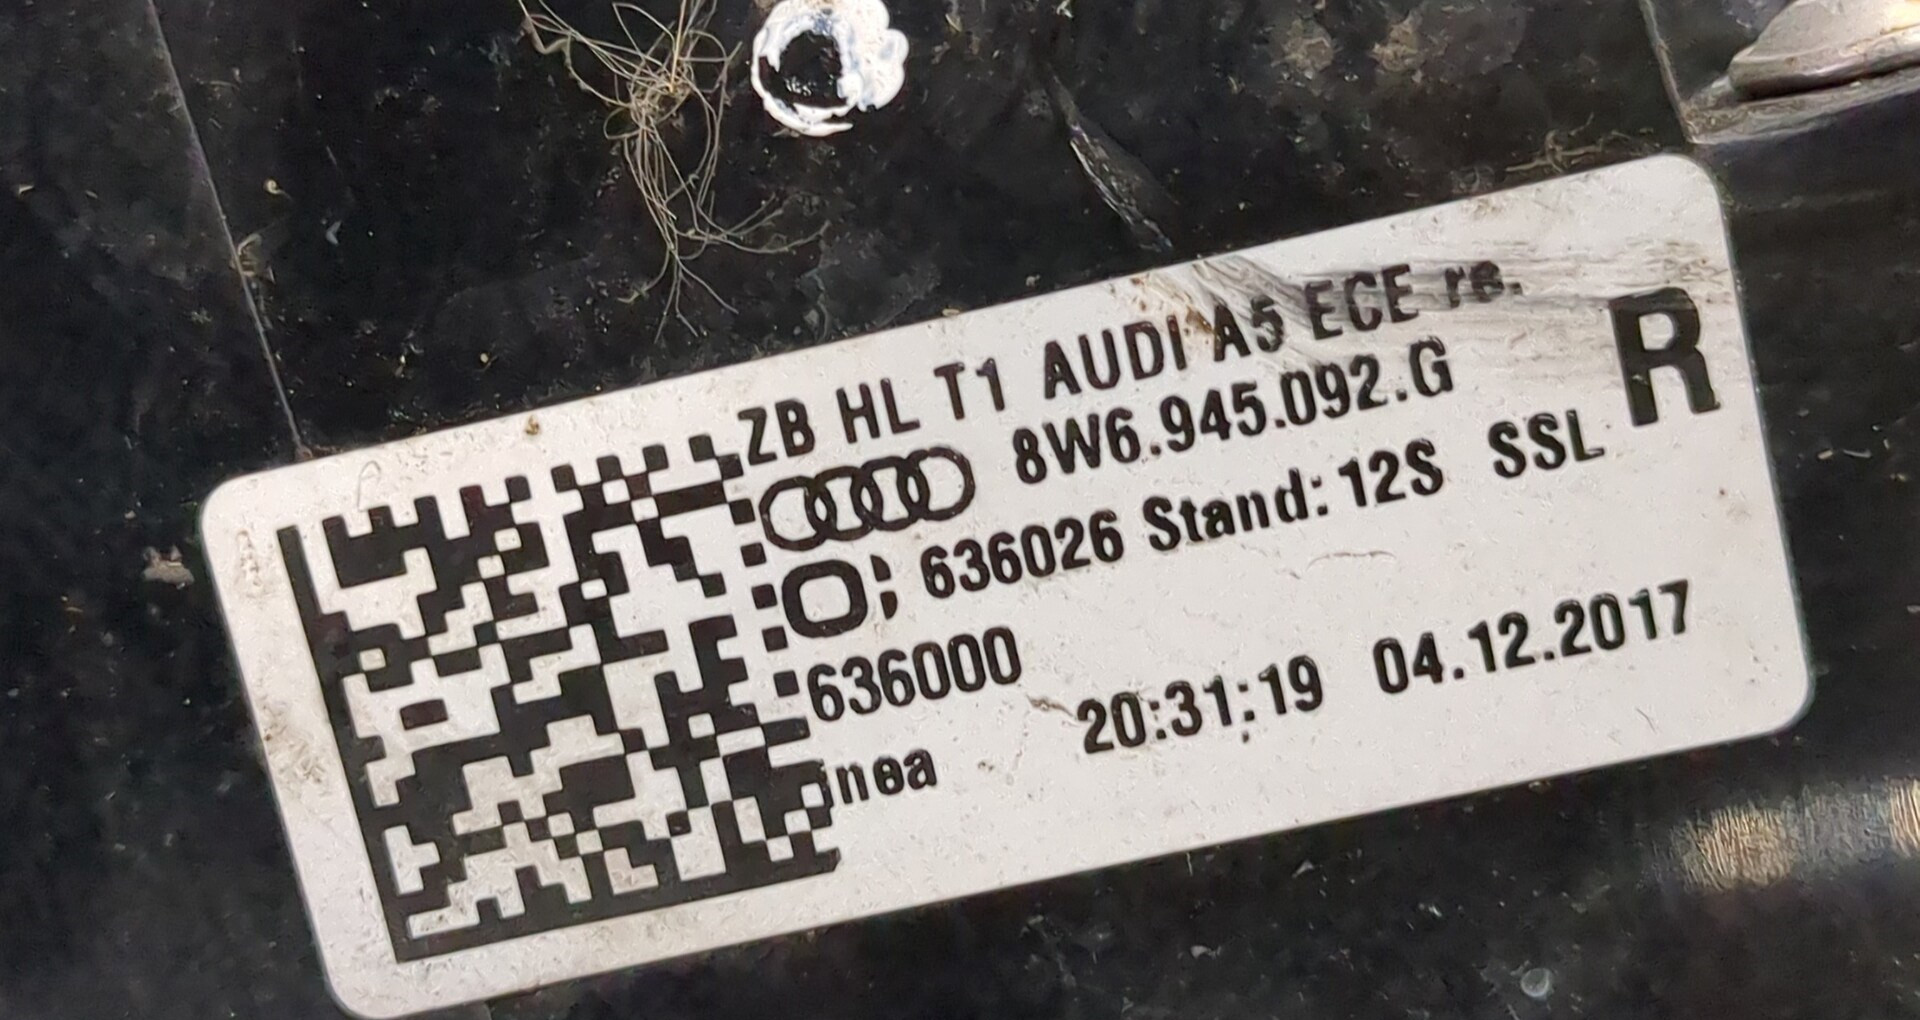 ZB HL T1 AUDI A5 ECE re.
R
8W6.945.092.G
636026 Stand: 12S SSL
636000
20:31:19 04.12.2017